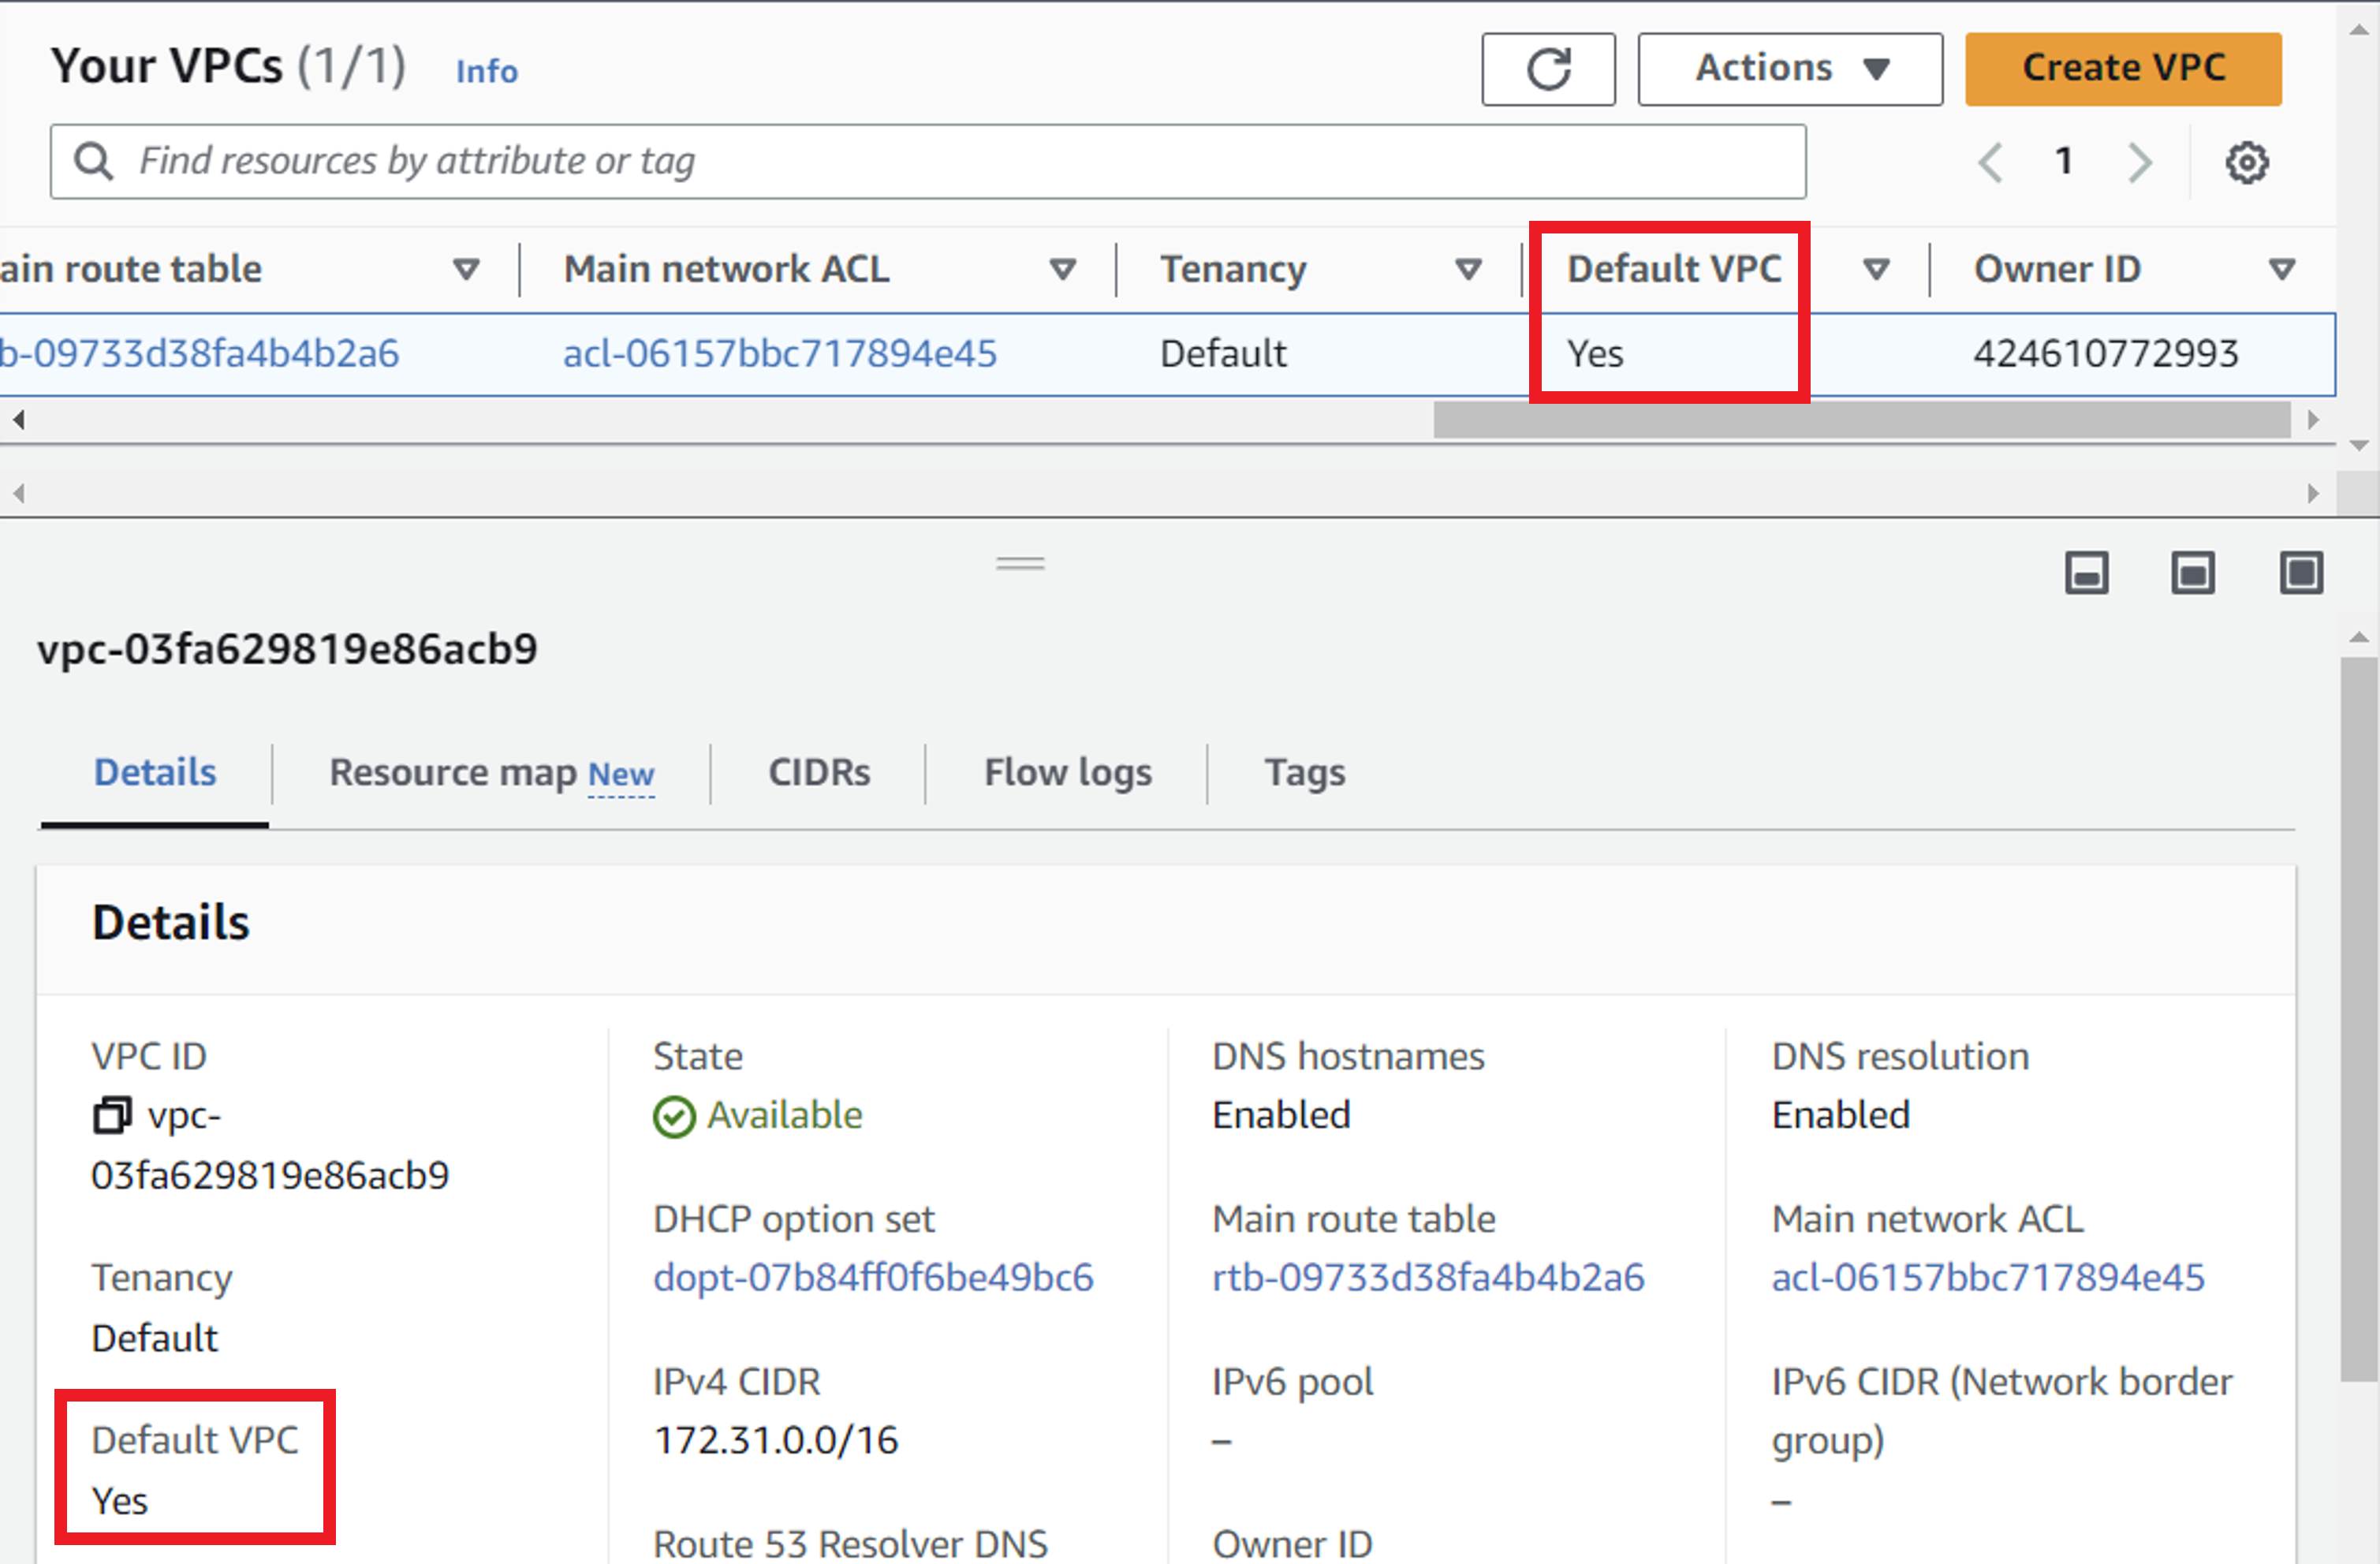 Your VPCs (1/1) Info
Actions
Create VPC
Find resources by attribute or tag
1
ain route table
Main network ACL
Tenancy
Default VPC
Owner ID
b-09733d38fa4b4b2a6
acl-06157bbc717894e45
Default
Yes
424610772993
vpc-03fa629819e86acb9
Details
Resource map New
CIDRs
Flow logs
Tags
Details
VPC ID
vpc-
03fa629819e86acb9
State
Available
DNS hostnames
Enabled
DNS resolution
Enabled
Tenancy
Default
DHCP option set
dopt-07b84ff0f6be49bc6
Main route table
rtb-09733d38fa4b4b2a6
Main network ACL
acl-06157bbc717894e45
Default VPC
Yes
IPv4 CIDR
172.31.0.0/16
IPv6 pool
–
IPv6 CIDR (Network border
group)
–
Route 53 Resolver DNS
Owner ID